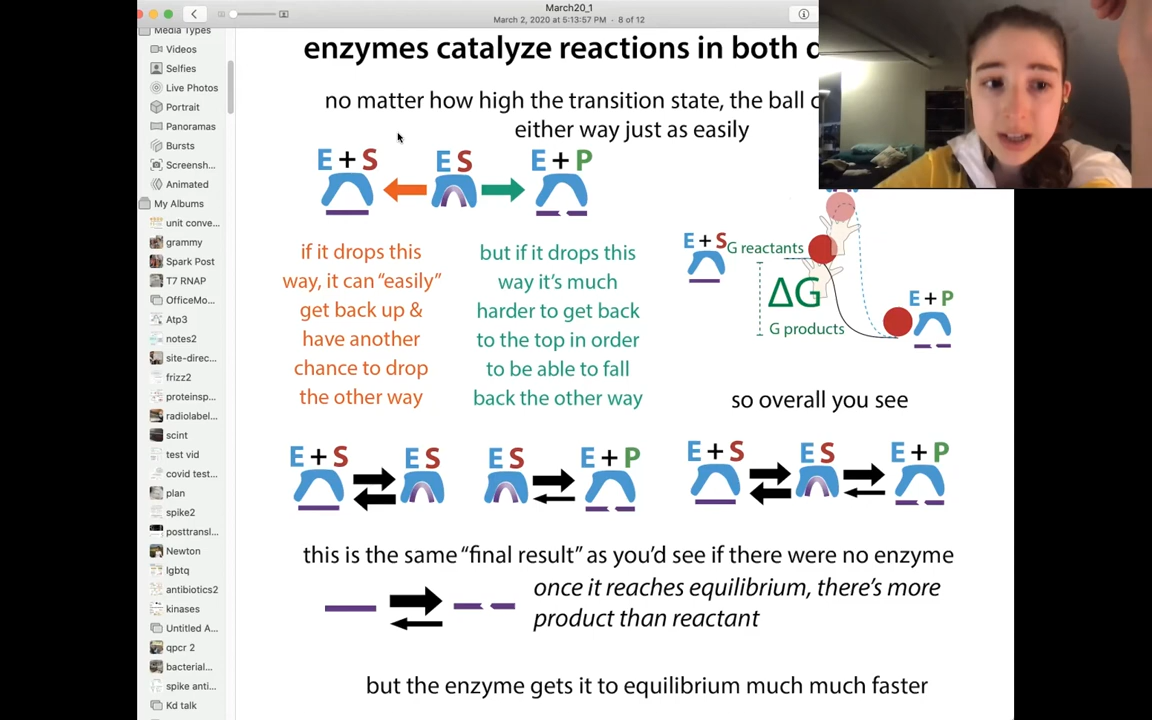 March20_1
March 2, 2020 at 5:13:57 PM - 8 of 12
Media Types
Videos
Selfies
Live Photos
Portrait
Panoramas
Bursts
Screensh...
Animated
My Albums
unit conve...
grammy
Spark Post
T7 RNAP
OfficeMo...
Atp3
notes2
site-direc...
frizz2
proteinsp...
radiolabel...
scint
test vid
covid test...
plan
spike2
posttransl...
Newton
lgbtq
antibiotics2
kinases
Untitled A...
qpcr 2
bacterial...
spike anti...
Kd talk
enzymes catalyze reactions in both
no matter how high the transition state, the ball
either way just as easily
E + S
E S
E + P
if it drops this
way, it can “easily”
get back up &
have another
chance to drop
the other way
but if it drops this
way it’s much
harder to get back
to the top in order
to be able to fall
back the other way
E + S
G reactants
ΔG
G products
E + P
so overall you see
E + S
E S
E S
E + P
E + S
E S
E + P
this is the same “final result” as you’d see if there were no enzyme
once it reaches equilibrium, there’s more
product than reactant
but the enzyme gets it to equilibrium much much faster